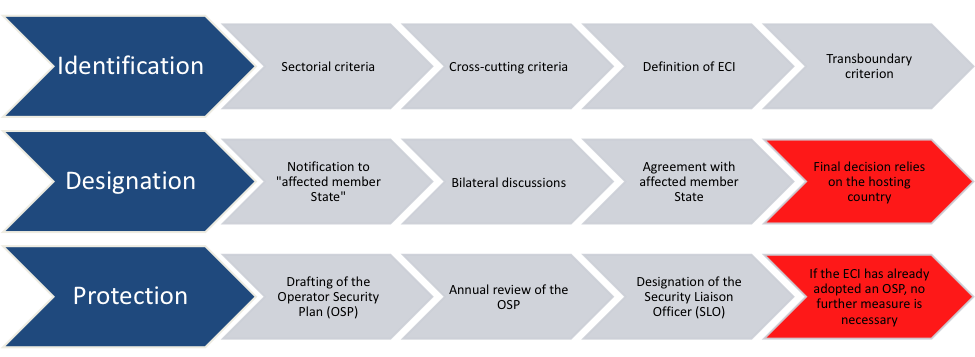 Identification
Sectorial criteria
Cross-cutting criteria
Definition of ECI
Transboundary
criterion
Designation
Notification to
"affected member
State"
Bilateral discussions
Agreement with
affected member
State
Final decision relies
on the hosting
country
Protection
Drafting of the
Operator Security
Plan (OSP)
Annual review of the
OSP
Designation of the
Security Liaison
Officer (SLO)
If the ECI has already
adopted an OSP, no
further measure is
necessary